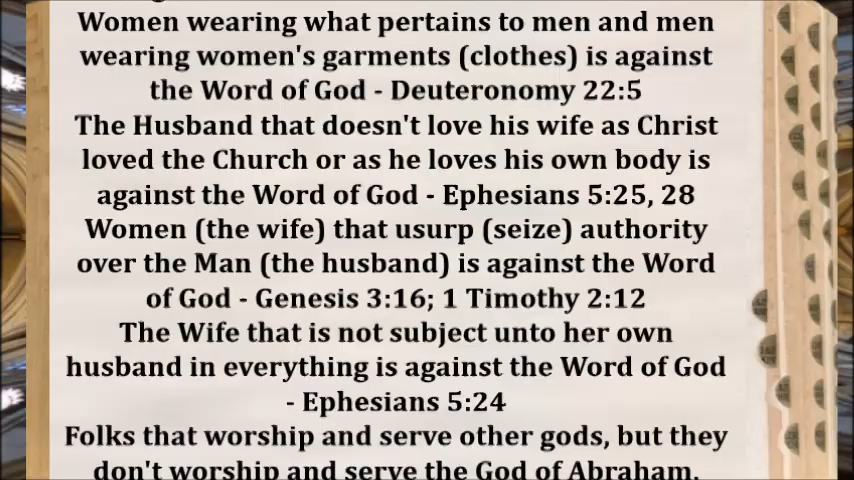 Women wearing what pertains to men and men
wearing women's garments (clothes) is against
the Word of God - Deuteronomy 22:5
The Husband that doesn't love his wife as Christ
loved the Church or as he loves his own body is
against the Word of God - Ephesians 5:25, 28
Women (the wife) that usurp (seize) authority
over the Man (the husband) is against the Word
of God - Genesis 3:16; 1 Timothy 2:12
The Wife that is not subject unto her own
husband in everything is against the Word of God
- Ephesians 5:24
Folks that worship and serve other gods, but they
don't worship and serve the God of Abraham,